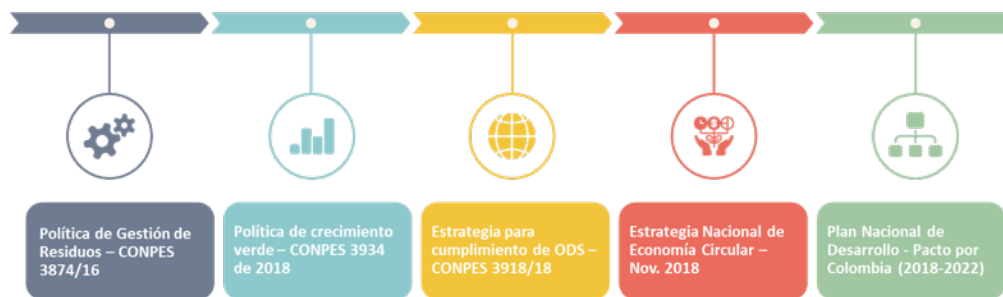 Política de Gestión de
Residuos – CONPES
3874/16
Política de crecimiento
verde – CONPES 3934
de 2018
Estrategia para
cumplimiento de ODS –
CONPES 3918/18
Estrategia Nacional de
Economía Circular –
Nov. 2018
Plan Nacional de
Desarrollo - Pacto por
Colombia (2018-2022)